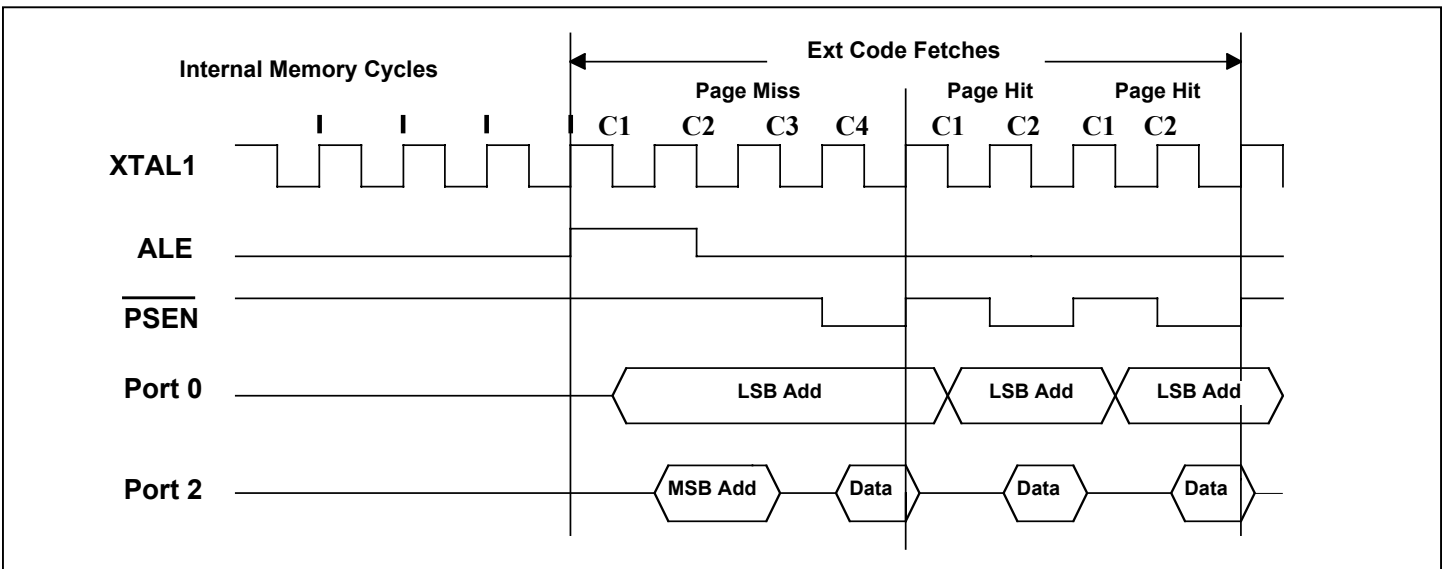 Ext Code Fetches
Internal Memory Cycles
Page Miss Page Hit Page Hit
I I I I C1 C2 C3 C4 C1 C2 C1 C2
XTAL1
ALE
PSEN
Port 0 LSB Add LSB Add LSB Add
Port 2 MSB Add Data Data Data